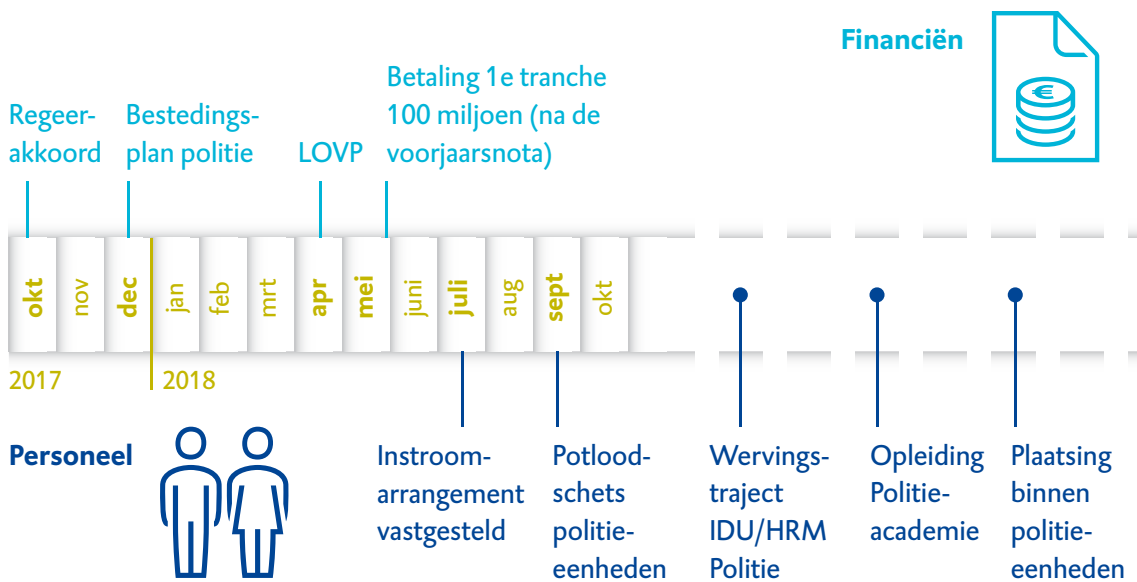 Financiën
€
Regeer-
akkoord
Bestedings-
plan politie
LOVP
Betaling 1e tranche
100 miljoen (na de
voorjaarsnota)
okt
nov
dec
jan
feb
mrt
apr
mei
juni
juli
aug
sept
okt
2017
2018
Personeel
Instroom-
arrangement
vastgesteld
Potlood-
schets
politie-
eenheden
Wervings-
traject
IDU/HRM
Politie
Opleiding
Politie-
academie
Plaatsing
binnen
politie-
eenheden